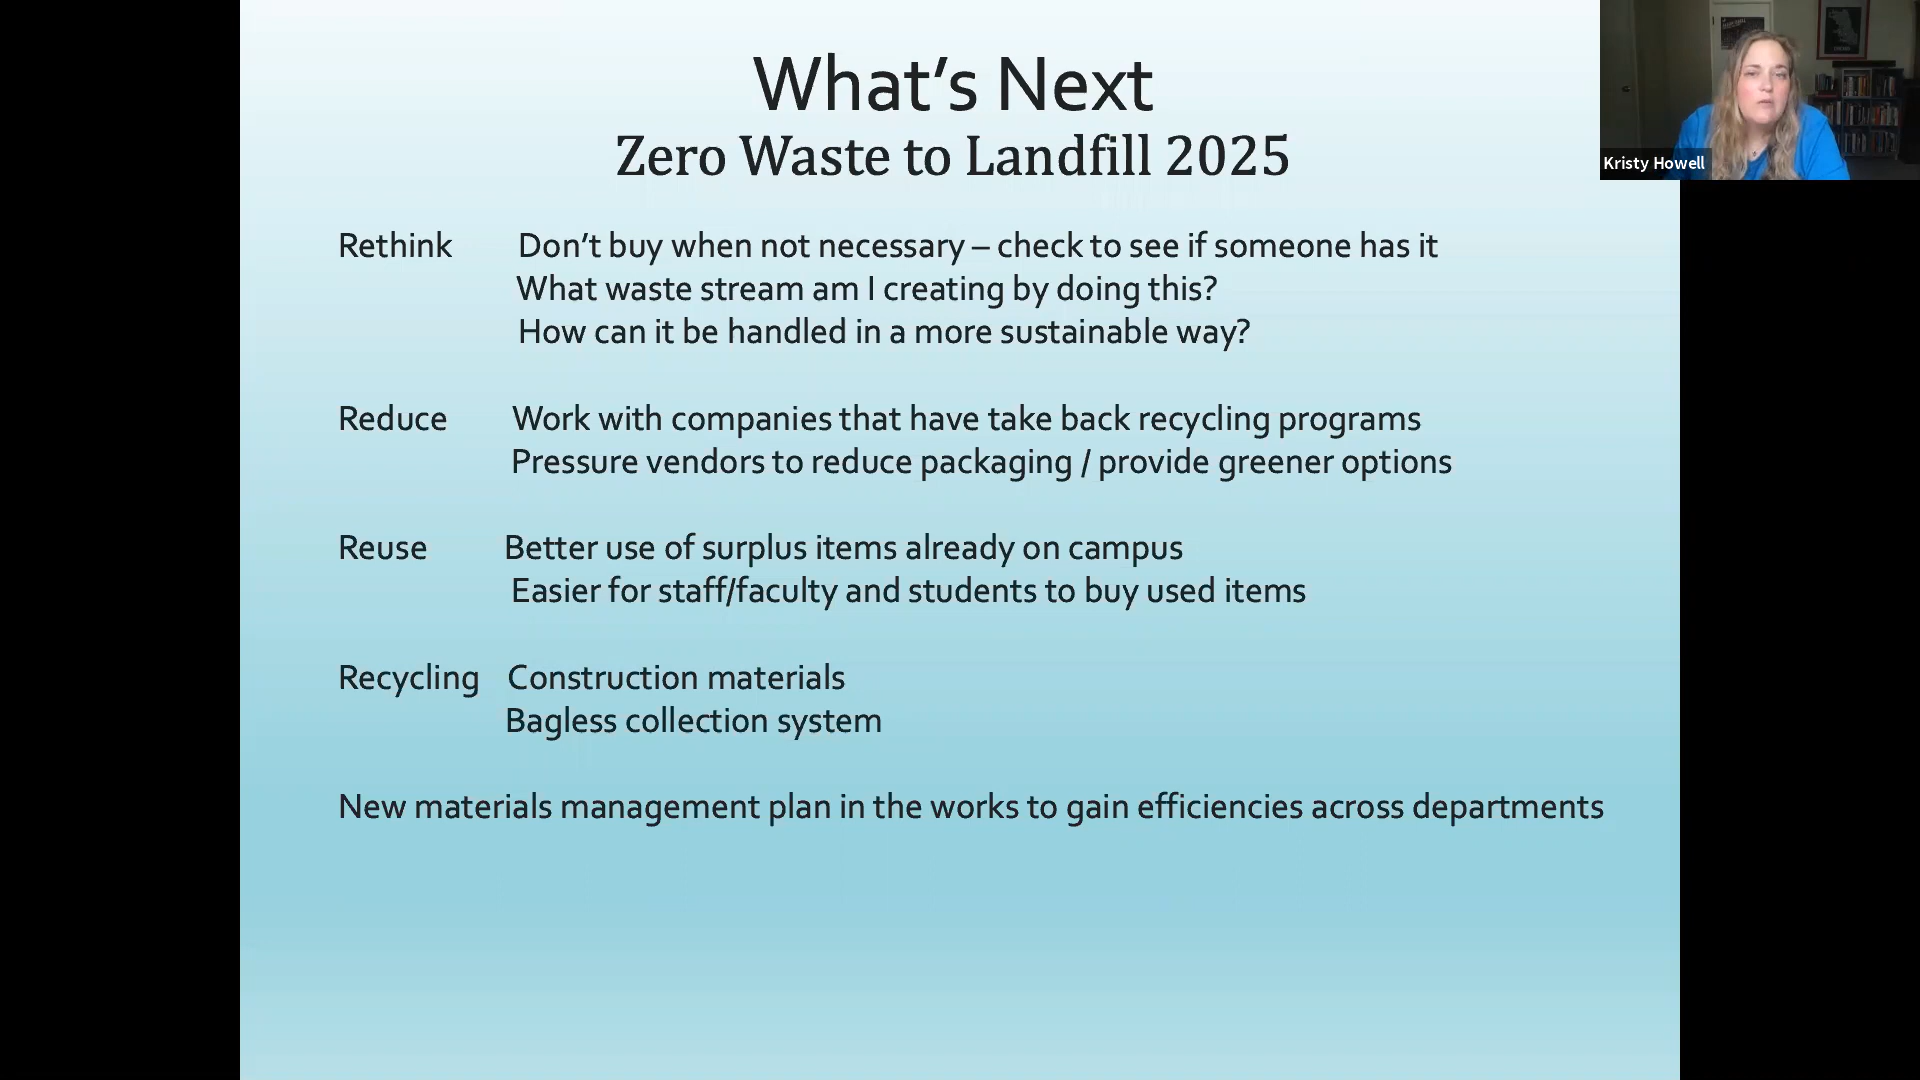 What's Next
Zero Waste to Landfill 2025
Rethink Don't buy when not necessary – check to see if someone has it
What waste stream am I creating by doing this?
How can it be handled in a more sustainable way?
Reduce Work with companies that have take back recycling programs
Pressure vendors to reduce packaging / provide greener options
Reuse Better use of surplus items already on campus
Easier for staff/faculty and students to buy used items
Recycling Construction materials
Bagless collection system
New materials management plan in the works to gain efficiencies across departments
Kristy Howell